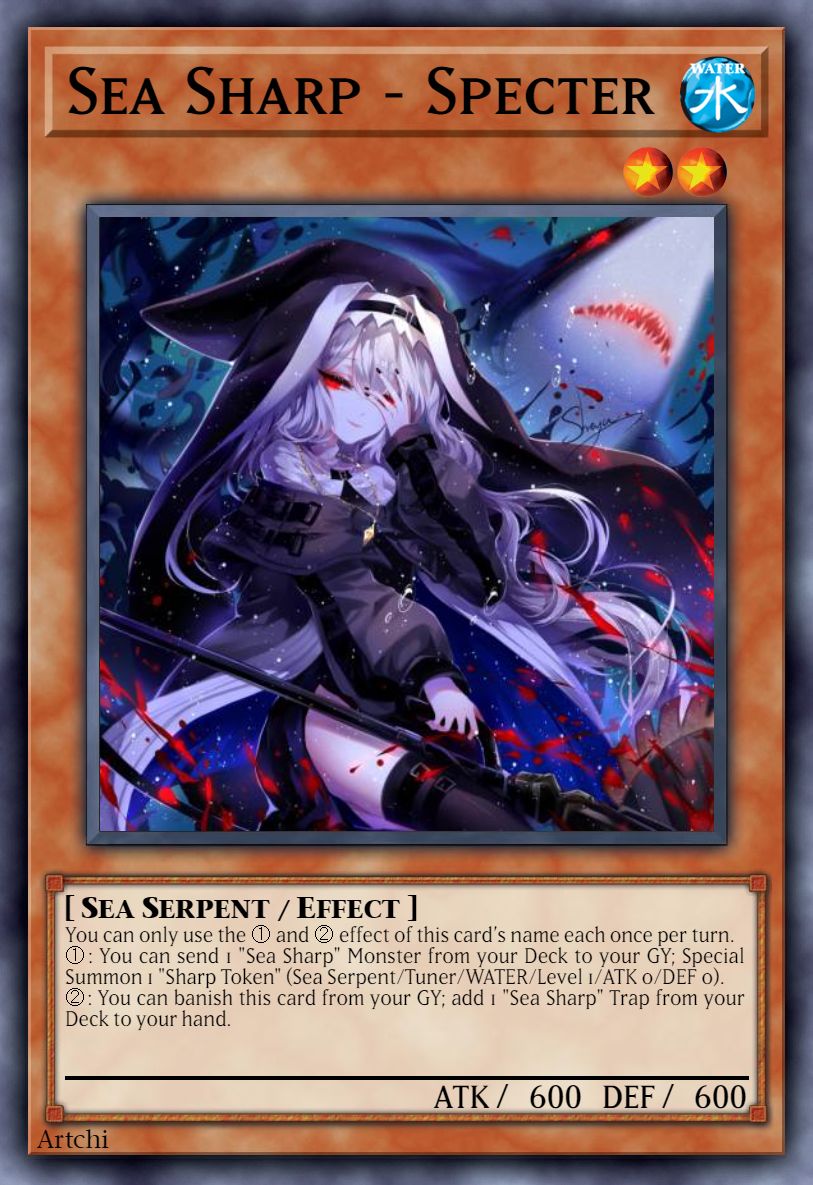 Sea Sharp - Specter
WATER
水
[ Sea Serpent / Effect ]
You can only use the ① and ② effect of this card's name each once per turn.
①: You can send 1 "Sea Sharp" Monster from your Deck to your GY; Special
Summon 1 "Sharp Token" (Sea Serpent/Tuner/WATER/Level 1/ATK 0/DEF 0).
②: You can banish this card from your GY; add 1 "Sea Sharp" Trap from your
Deck to your hand.
ATK / 600 DEF / 600
Artchi